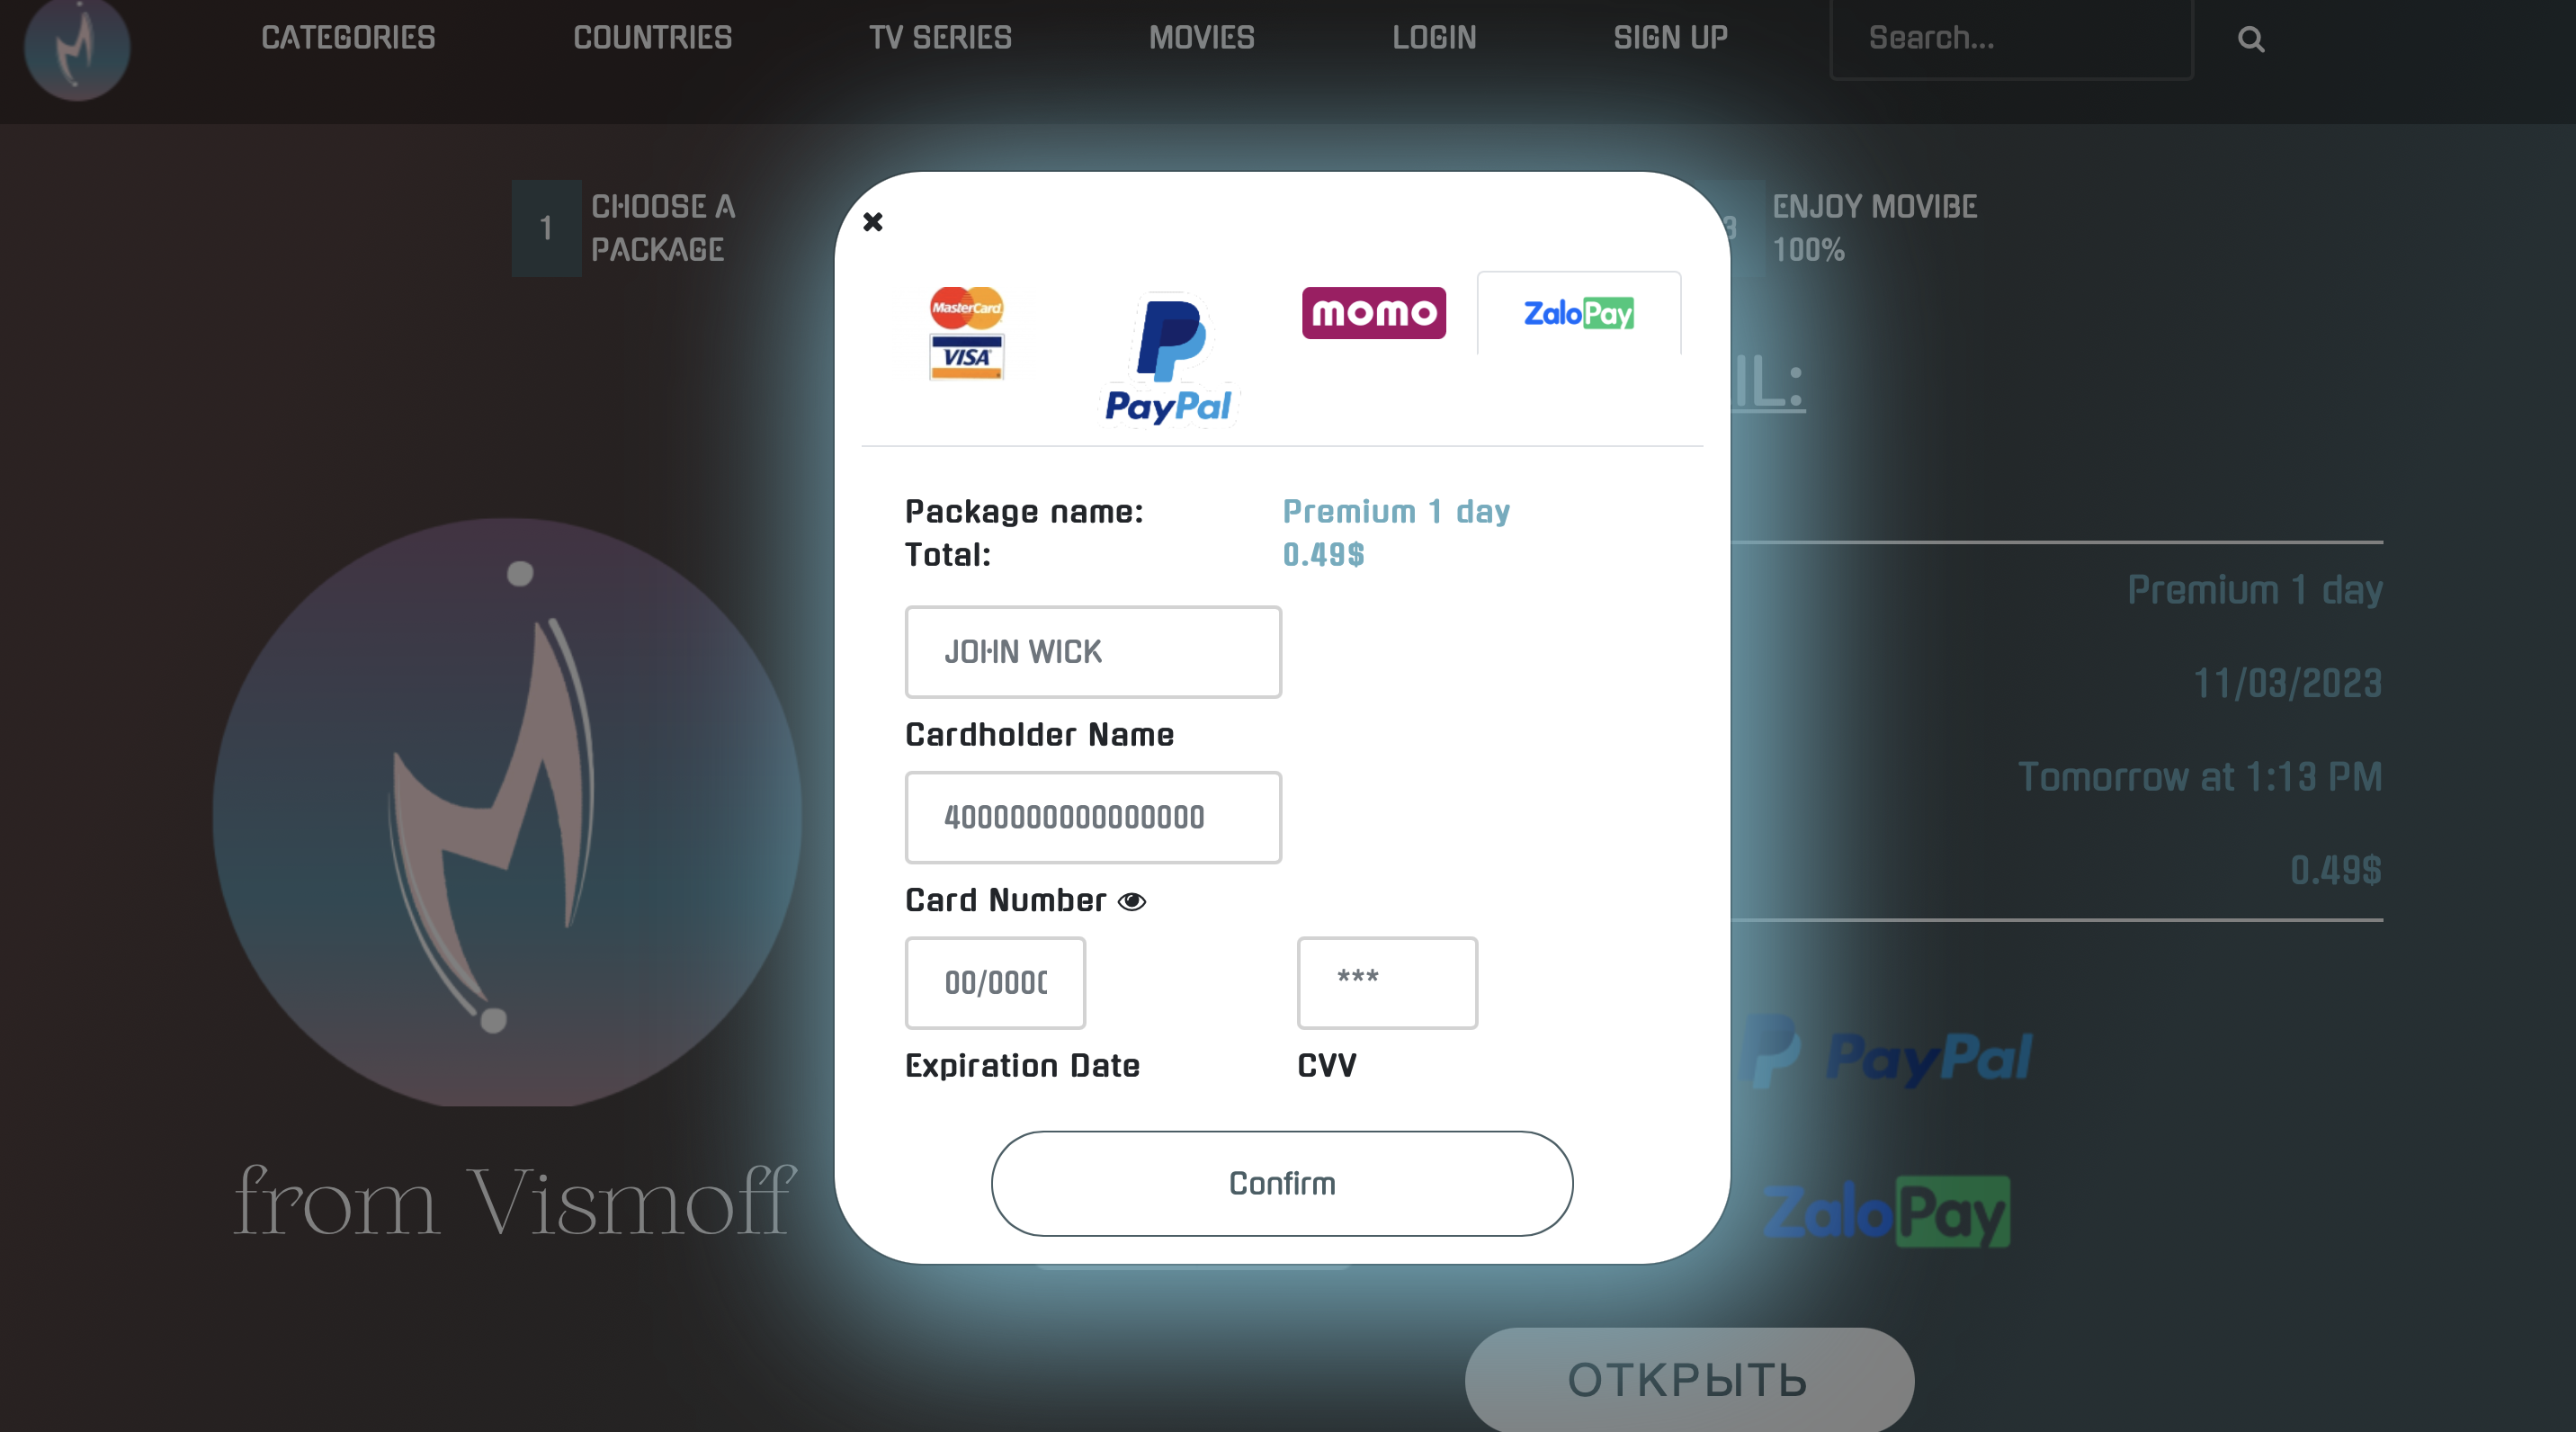 CATEGORIES
COUNTRIES
TV SERIES
MOVIES
LOGIN
SIGN UP
Search...
1
CHOOSE A
PACKAGE
3
ENJOY MOVIBE
100%
MasterCard
VISA
PayPal
momo
ZaloPay
IL:
Package name:
Premium 1 day
Total:
0.49$
JOHN WICK
Cardholder Name
4000000000000000
Card Number
00/0000
***
Expiration Date
CVV
Confirm
Premium 1 day
11/03/2023
Tomorrow at 1:13 PM
0.49$
PayPal
ZaloPay
from Vismoff
ОТКРЫТЬ